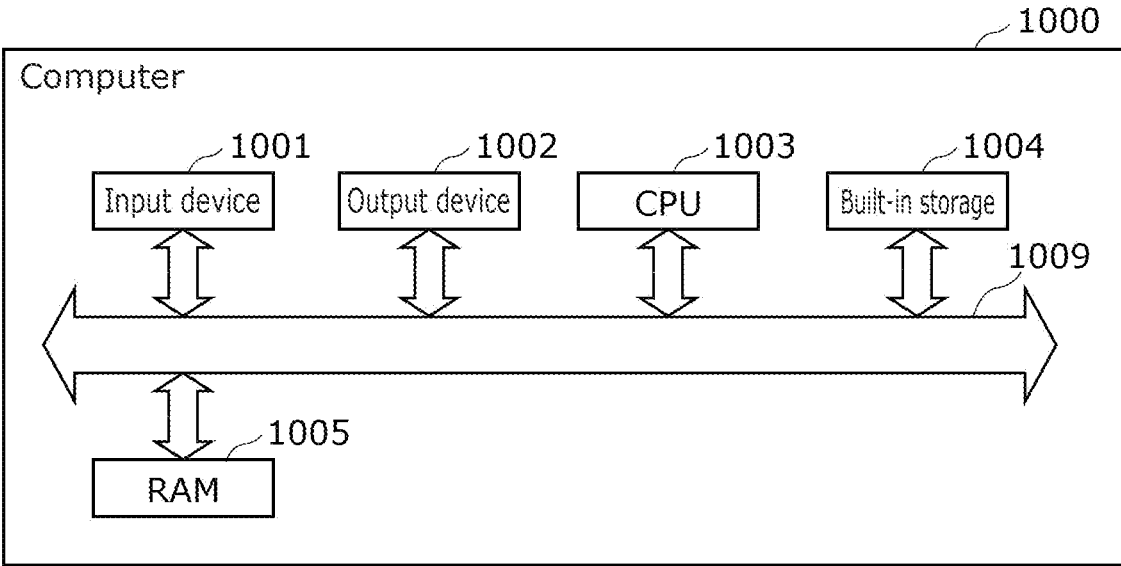 1000
Computer
1001
1002
1003
1004
Input device
Output device
CPU
Built-in storage
1009
1005
RAM